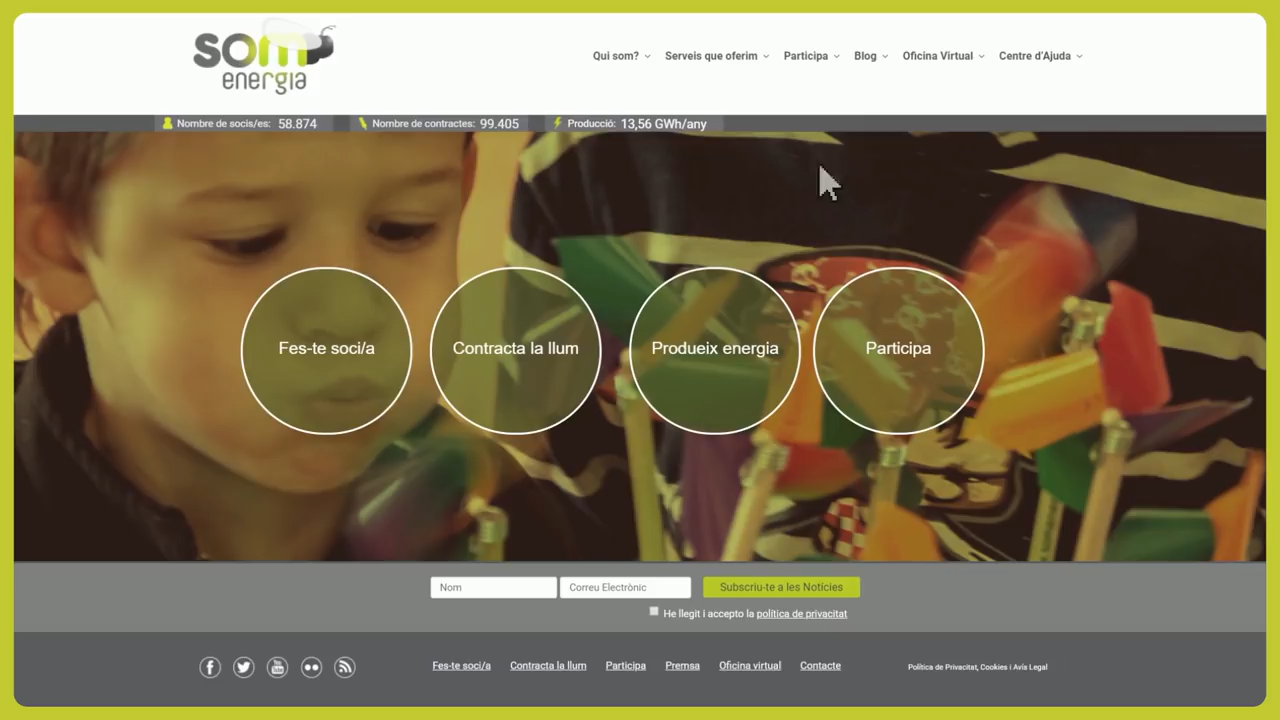 som
energia
Qui som? Serveis que oferim Participa Blog Oficina Virtual Centre d'Ajuda
Nombre de socis/es: 58.874 Nombre de contractes: 99.405 Producció: 13,56 GWh/any
Fes-te soci/a Contracta la llum Produeix energia Participa
Nom Correu Electrònic Subscriu-te a les Notícies
He llegit i accepto la política de privacitat
You Tube
Fes-te soci/a Contracta la llum Participa Premsa Oficina virtual Contacte Política de Privacitat, Cookies i Avís Legal